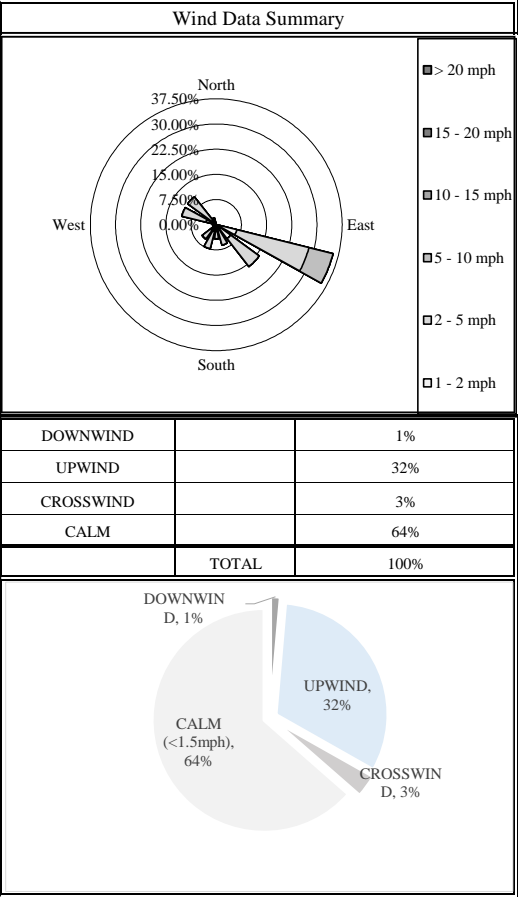 Wind Data Summary
North
37.50%
30.00%
22.50%
15.00%
7.50%
0.00%
West
East
South
> 20 mph
15 - 20 mph
10 - 15 mph
5 - 10 mph
2 - 5 mph
1 - 2 mph
DOWNWIND 1%
UPWIND 32%
CROSSWIND 3%
CALM 64%
TOTAL 100%
DOWNWIN
D, 1%
UPWIND,
32%
CALM
(<1.5mph),
64%
CROSSWIN
D, 3%